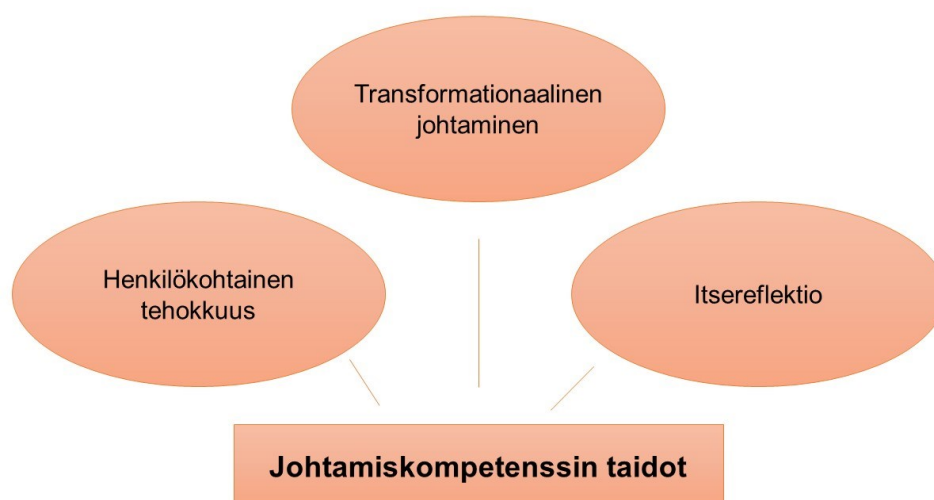 Transformationaalinen
johtaminen
Henkilökohtainen
tehokkuus
Itsereflektio
Johtamiskompetenssin taidot